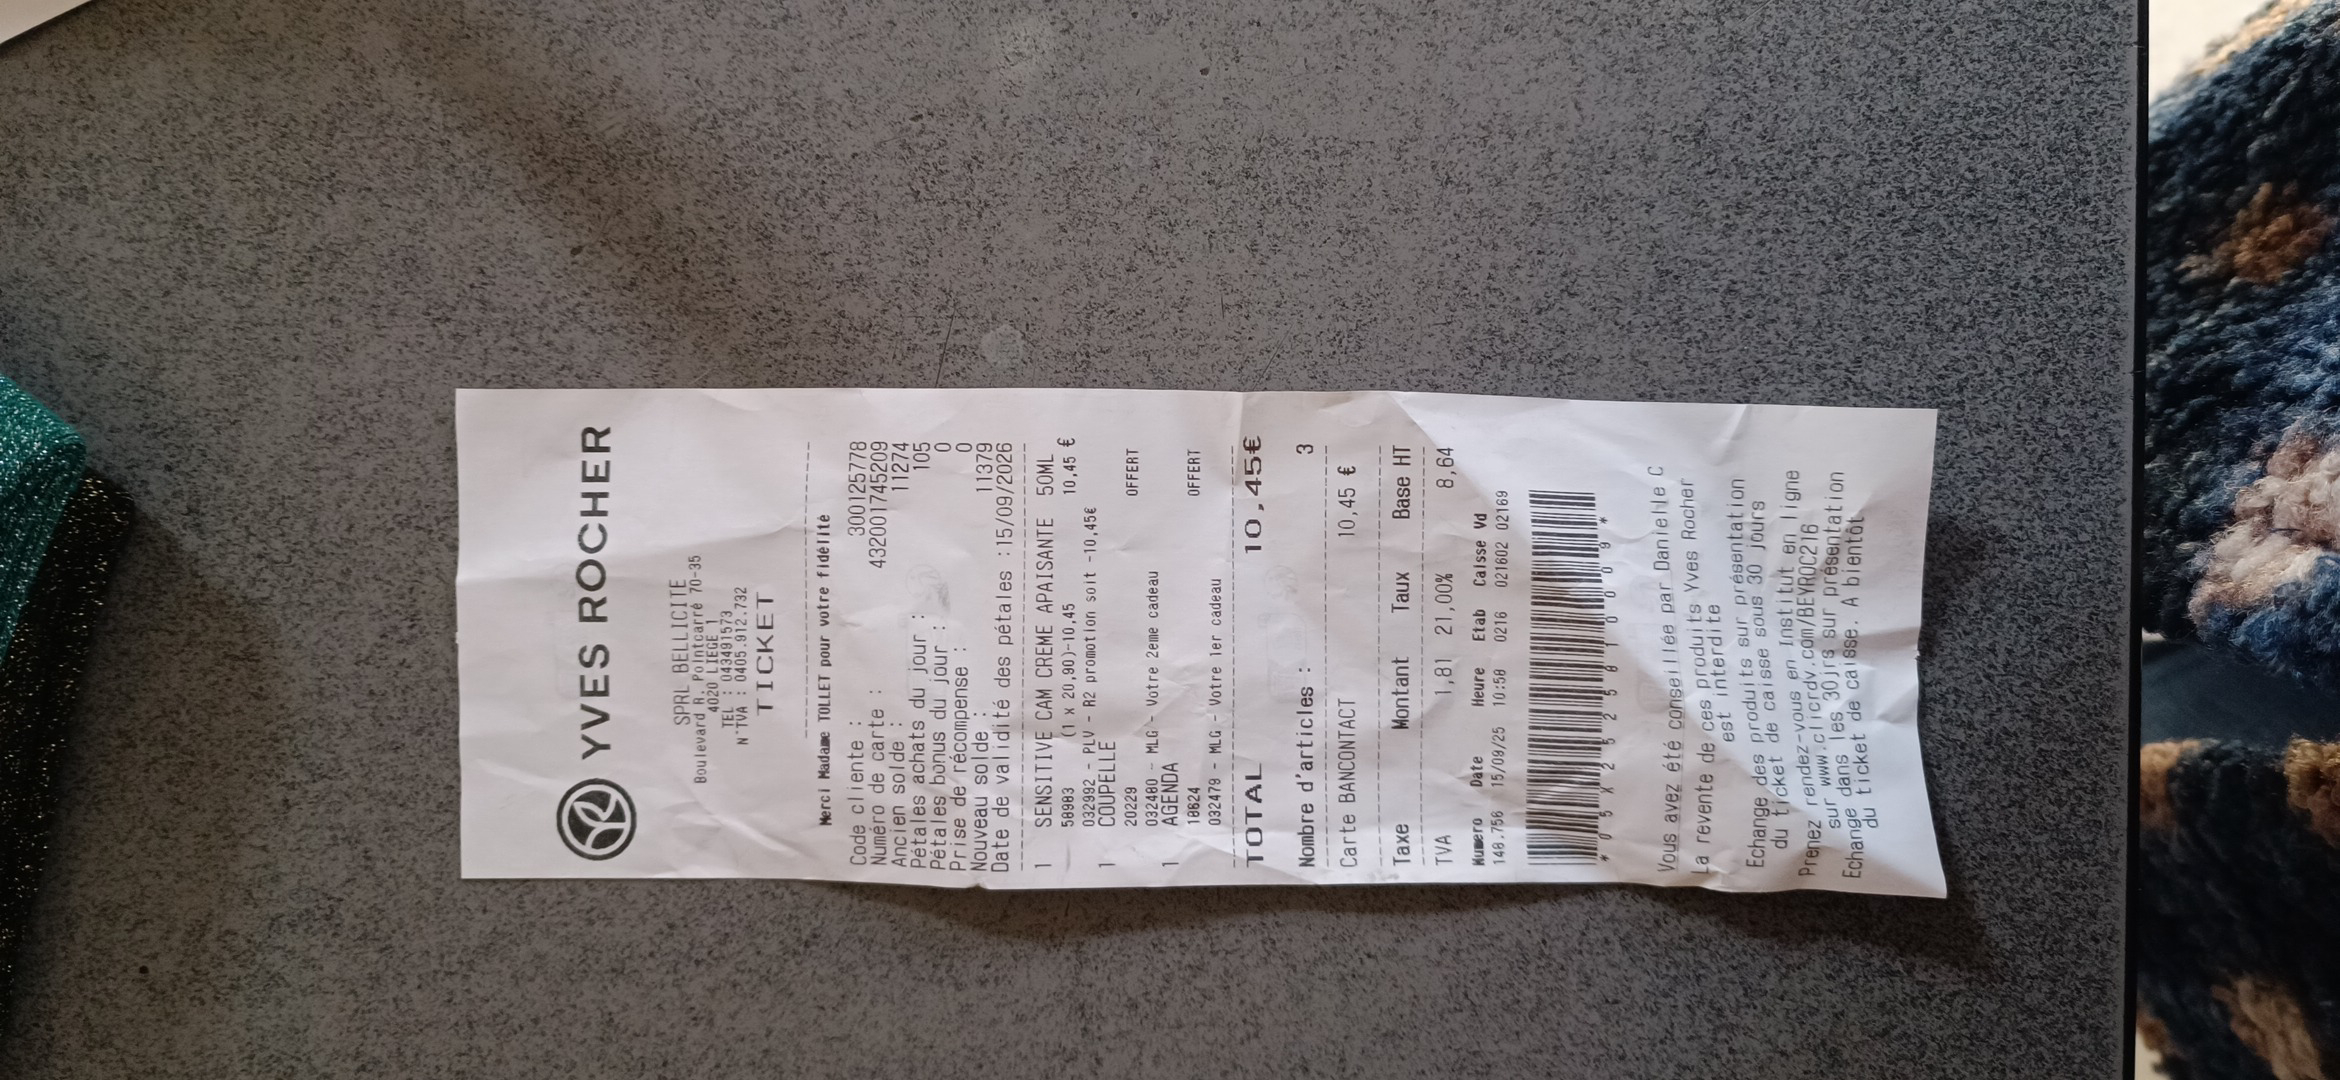 YVES ROCHER
SPRL BELLICITE
Boulevard R. Pointcarré 70-35
4020 LIEGE 1
TEL : 043491573
N°TVA : 0405.912.732
TICKET
Merci Madame TOLLET pour votre fidélité
Code cliente : 300125778
Numéro de carte : 4320017452​09
Ancien solde : 11274
Pétales achats du jour : 105
Pétales bonus du jour : 0
Prise de récompense : 0
Nouveau solde : 11379
Date de validité des pétales :15/09/2026
1 SENSITIVE CAM CREME APAISANTE 50ML
58983 (1 x 20,90)-10,45 10,45 €
032992 - PLV - R2 promotion soit -10,45€
1 COUPELLE
20229 OFFERT
032480 - MLG - Votre 2eme cadeau
1 AGENDA
18624 OFFERT
032479 - MLG - Votre 1er cadeau
TOTAL 10,45€
Nombre d'articles : 3
Carte BANCONTACT 10,45 €
Taxe Montant Taux Base HT
TVA 1,81 21,00% 8,64
Numero Date Heure Etab Caisse Vd
148.756 15/09/25 10:58 0216 021602 02169
Vous avez été conseillée par Danielle C
La revente de ces produits Yves Rocher
est interdite
Echange des produits sur présentation
du ticket de caisse sous 30 jours
Prenez rendez-vous en Institut en ligne
sur www.clicrdv.com/BEYROC216
Echange dans les 30jrs sur présentation
du ticket de caisse. A bientôt